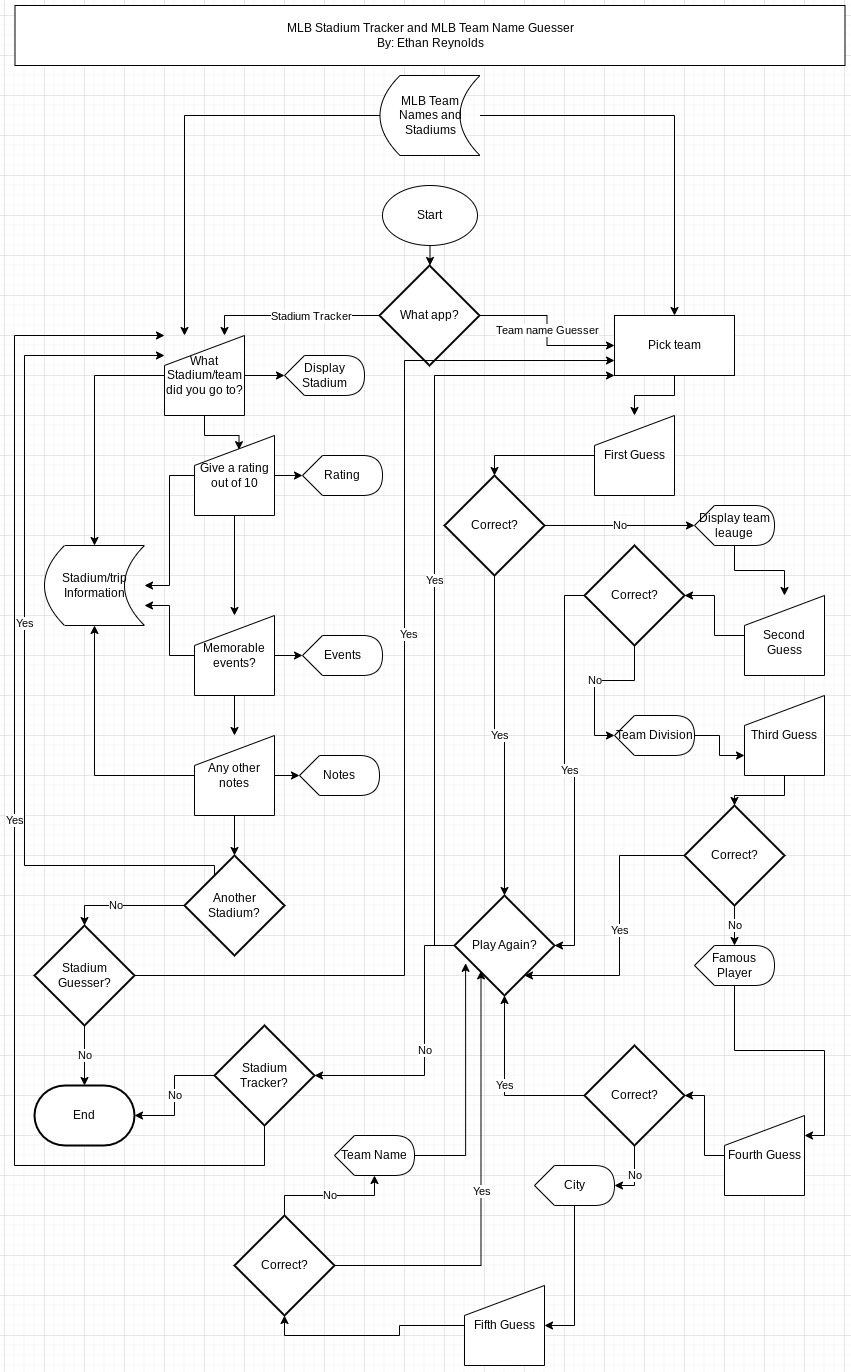 MLB Stadium Tracker and MLB Team Name Guesser
By: Ethan Reynolds
MLB Team
Names and
Stadiums
Start
What app?
Stadium Tracker
Team name Guesser
Pick team
What
Stadium/team
did you go to?
Display
Stadium
First Guess
Give a rating
out of 10
Rating
Correct?
No
Display team
leauge
Stadium/trip
Information
Yes
Correct?
Second
Guess
Yes
Yes
Memorable
events?
Events
No
Team Division
Third Guess
Yes
Yes
Any other
notes
Notes
Yes
Correct?
Another
Stadium?
No
Play Again?
Yes
No
Famous
Player
Stadium
Guesser?
No
No
Stadium
Tracker?
No
End
Yes
Correct?
Team Name
Fourth Guess
No
City
No
Yes
Correct?
Fifth Guess